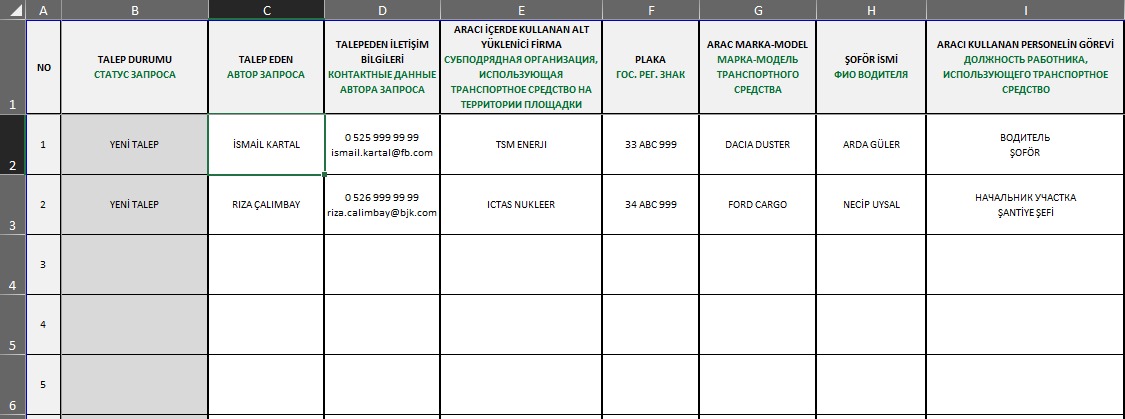 A B C D E F G H I
1
NO
TALEP DURUMU
СТАТУС ЗАПРОСА
TALEP EDEN
АВТОР ЗАПРОСА
TALEPEDEN İLETİŞİM
BİLGİLERİ
КОНТАКТНЫЕ ДАННЫЕ
АВТОРА ЗАПРОСА
ARACI İÇERDE KULLANAN ALT
YÜKLENİCİ FİRMA
СУБПОДРЯДНАЯ ОРГАНИЗАЦИЯ,
ИСПОЛЬЗУЮЩАЯ
ТРАНСПОРТНОЕ СРЕДСТВО НА
ТЕРРИТОРИИ ПЛОЩАДКИ
PLAKA
ГОС. РЕГ. ЗНАК
ARAC MARKA-MODEL
МАРКА-МОДЕЛЬ
ТРАНСПОРТНОГО
СРЕДСТВА
ŞOFÖR İSMİ
ФИО ВОДИТЕЛЯ
ARACI KULLANAN PERSONELİN GÖREVİ
ДОЛЖНОСТЬ РАБОТНИКА,
ИСПОЛЬЗУЮЩЕГО ТРАНСПОРТНОЕ
СРЕДСТВО
2
1
YENİ TALEP
İSMAİL KARTAL
0 525 999 99 99
ismail.kartal@fb.com
TSM ENERJI
33 ABC 999
DACIA DUSTER
ARDA GÜLER
ВОДИТЕЛЬ
ŞOFÖR
3
2
YENİ TALEP
RIZA ÇALIMBAY
0 526 999 99 99
riza.calimbay@bjk.com
ICTAS NUKLEER
34 ABC 999
FORD CARGO
NECİP UYSAL
НАЧАЛЬНИК УЧАСТКА
ŞANTİYE ŞEFİ
4
3
5
4
6
5